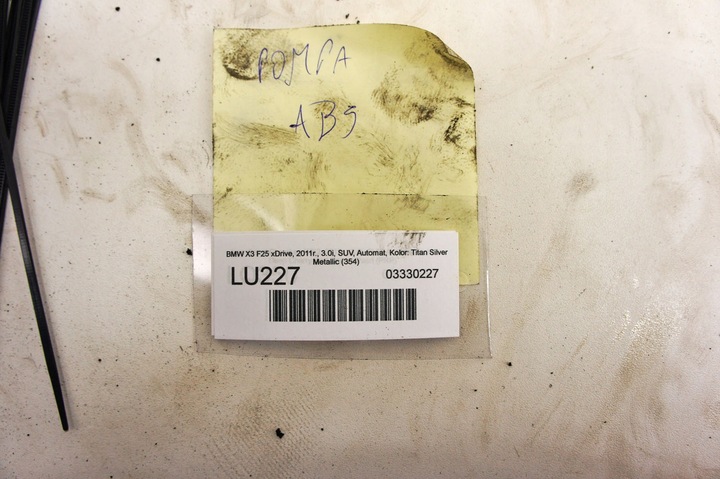 POMPA
ABS
BMW X3 F25 xDrive, 2011r., 3.0i, SUV, Automat, Kolor: Titan Silver
Metallic (354)
LU227 03330227